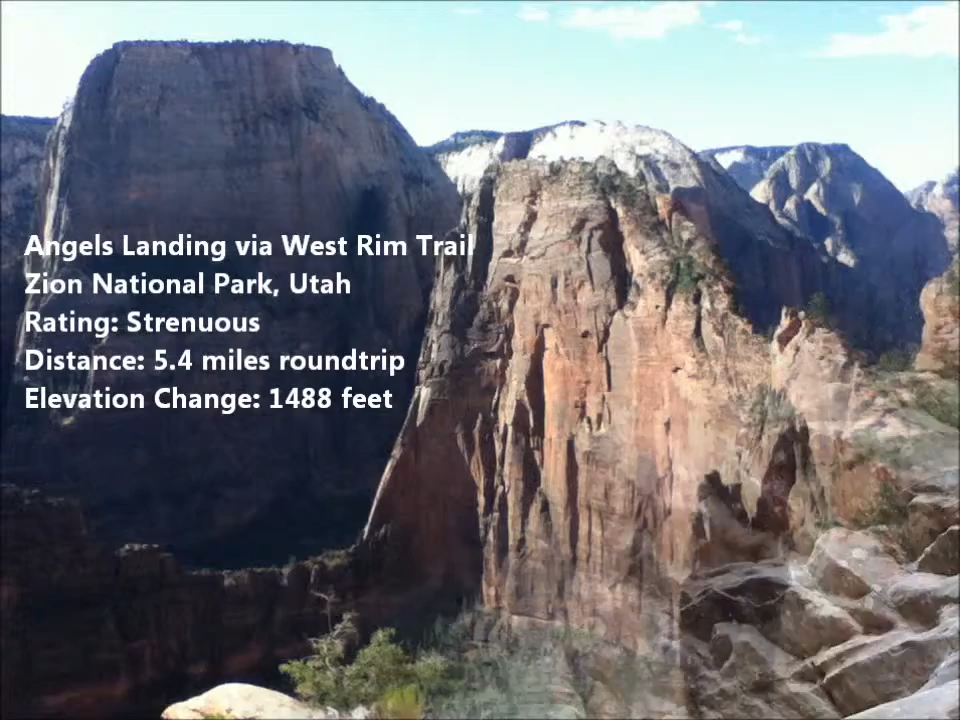 Angels Landing via West Rim Trail
Zion National Park, Utah
Rating: Strenuous
Distance: 5.4 miles roundtrip
Elevation Change: 1488 feet